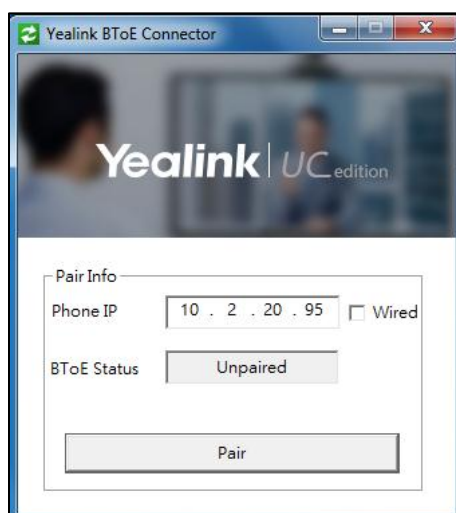 Yealink BToE Connector
Yealink | UC edition
Pair Info
Phone IP 10 . 2 . 20 . 95 Wired
BToE Status Unpaired
Pair